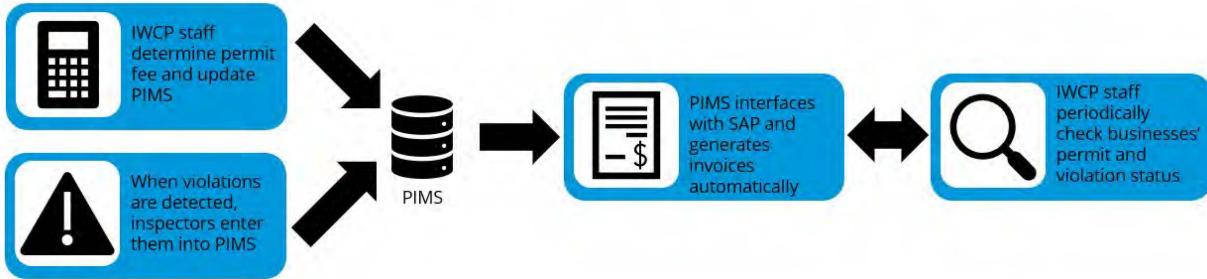 IWCP staff
determine permit
fee and update
PIMS
When violations
are detected,
inspectors enter
them into PIMS
PIMS
$
PIMS interfaces
with SAP and
generates
invoices
automatically
IWCP staff
periodically
check businesses’
permit and
violation status